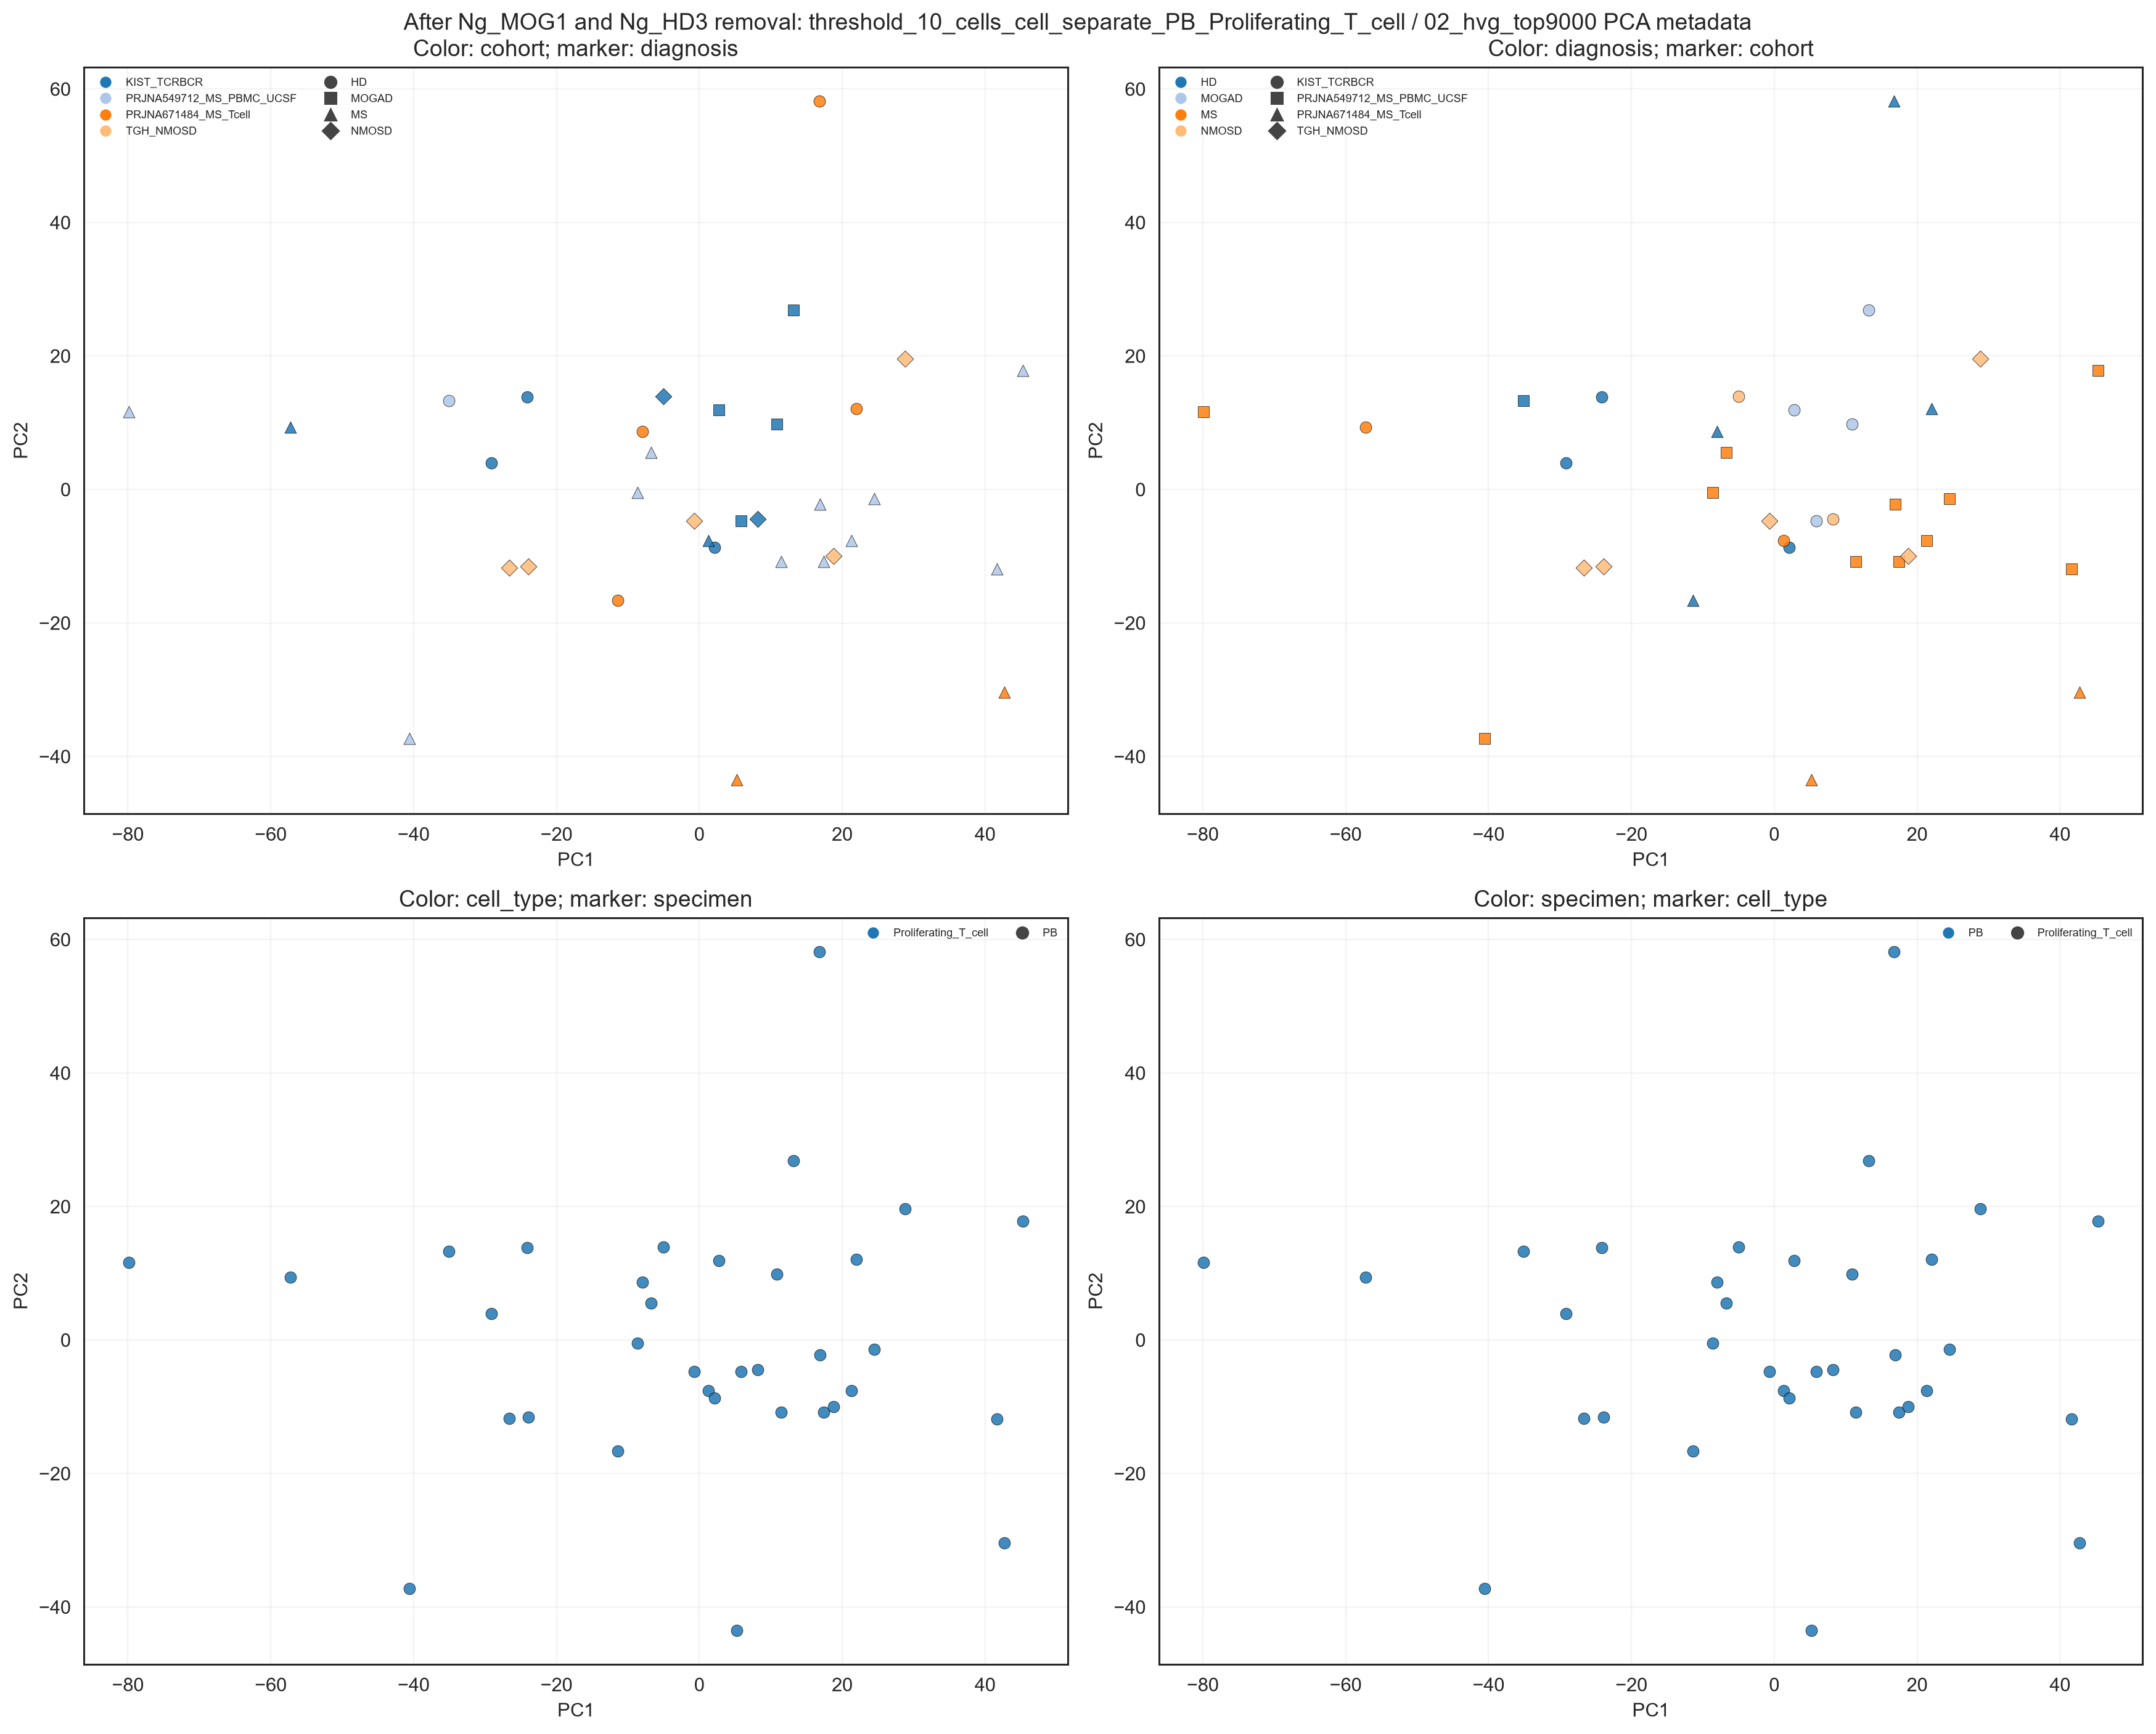 After Ng_MOG1 and Ng_HD3 removal: threshold_10_cells_cell_separate_PB_Proliferating_T_cell / 02_hvg_top9000 PCA metadata
Color: cohort; marker: diagnosis
KIST_TCRBCR
PRJNA549712_MS_PBMC_UCSF
PRJNA671484_MS_Tcell
TGH_NMOSD
HD
MOGAD
MS
NMOSD
60
40
20
0
−20
−40
PC2
−80 −60 −40 −20 0 20 40
PC1
Color: diagnosis; marker: cohort
HD
MOGAD
MS
NMOSD
KIST_TCRBCR
PRJNA549712_MS_PBMC_UCSF
PRJNA671484_MS_Tcell
TGH_NMOSD
60
40
20
0
−20
−40
PC2
−80 −60 −40 −20 0 20 40
PC1
Color: cell_type; marker: specimen
Proliferating_T_cell PB
60
40
20
0
−20
−40
PC2
−80 −60 −40 −20 0 20 40
PC1
Color: specimen; marker: cell_type
PB Proliferating_T_cell
60
40
20
0
−20
−40
PC2
−80 −60 −40 −20 0 20 40
PC1